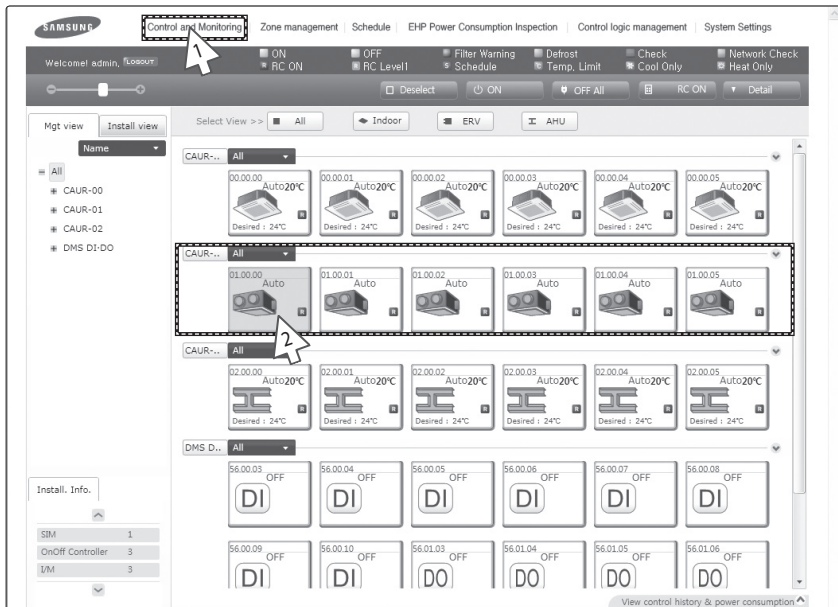 SAMSUNG
Control and Monitoring
Zone management
Schedule
EHP Power Consumption Inspection
Control logic management
System Settings
1
Welcome! admin, LOGOUT
ON
OFF
Filter Warning
Defrost
Check
Network Check
RC ON
RC Level1
S Schedule
Temp. Limit
Cool Only
Heat Only
Deselect
ON
OFF All
RC ON
Detail
Mgt view
Install view
Name
All
CAUR-00
CAUR-01
CAUR-02
DMS DI-DO
Select View >>
All
Indoor
ERV
AHU
CAUR-.. All
00.00.00 Auto20°C R Desired : 24°C
00.00.01 Auto20°C R Desired : 24°C
00.00.02 Auto20°C R Desired : 24°C
00.00.03 Auto20°C R Desired : 24°C
00.00.04 Auto20°C R Desired : 24°C
00.00.05 Auto20°C R Desired : 24°C
CAUR-.. All
01.00.00 Auto R
01.00.01 Auto R
01.00.02 Auto R
01.00.03 Auto R
01.00.04 Auto R
01.00.05 Auto R
2
CAUR-.. All
02.00.00 Auto20°C R Desired : 24°C
02.00.01 Auto20°C R Desired : 24°C
02.00.02 Auto20°C R Desired : 24°C
02.00.03 Auto20°C R Desired : 24°C
02.00.04 Auto20°C R Desired : 24°C
02.00.05 Auto20°C R Desired : 24°C
DMS D.. All
56.00.03 OFF DI
56.00.04 OFF DI
56.00.05 OFF DI
56.00.06 OFF DI
56.00.07 OFF DI
56.00.08 OFF DI
56.00.09 OFF DI
56.00.10 OFF DI
56.01.03 OFF DO
56.01.04 OFF DO
56.01.05 OFF DO
56.01.06 OFF DO
Install. Info.
SIM 1
OnOff Controller 3
I/M 3
View control history & power consumption